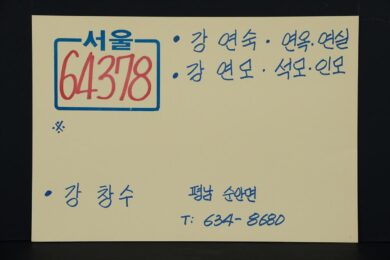 서울
64378
• 강 연숙 · 연옥 · 연실
• 강 연모 · 석모 · 인모
※
• 강 창수
평남 순안면
T: 634-8680